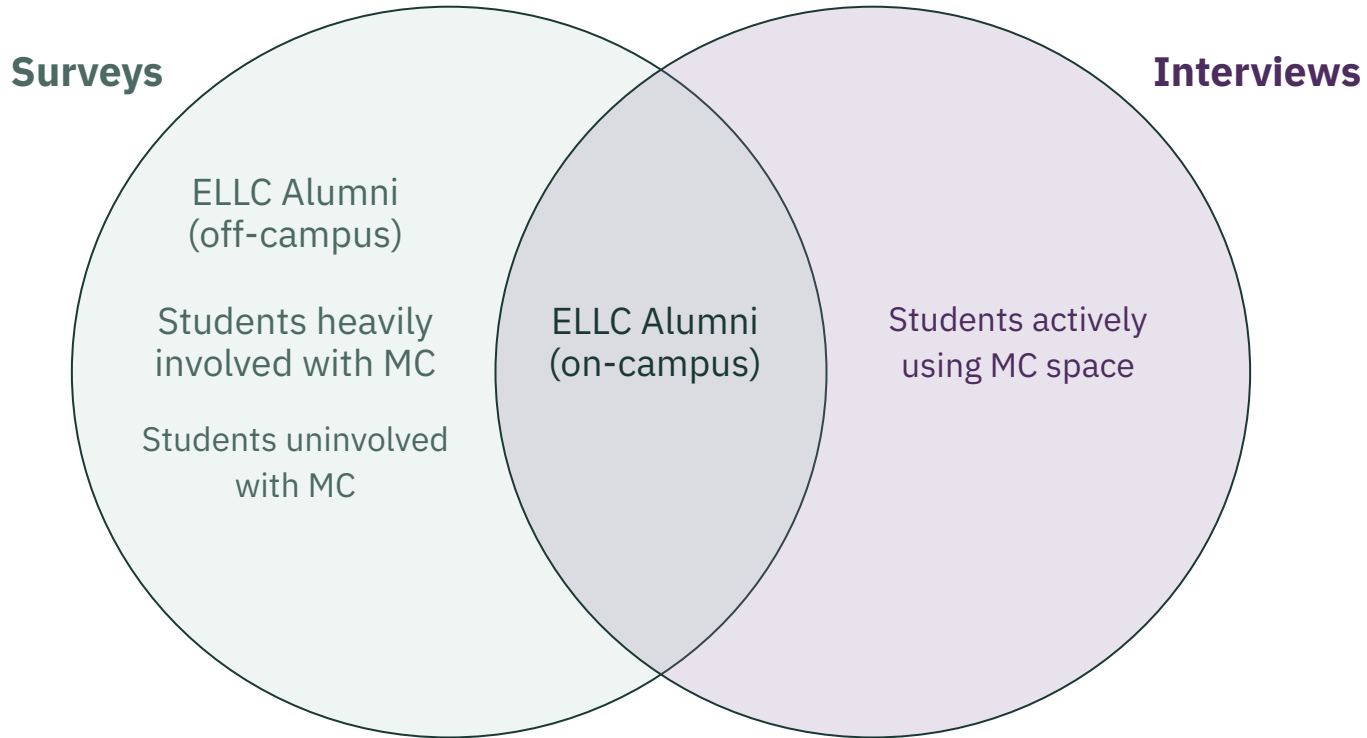 Surveys
Interviews
ELLC Alumni
(off-campus)
Students heavily
involved with MC
Students uninvolved
with MC
ELLC Alumni
(on-campus)
Students actively
using MC space